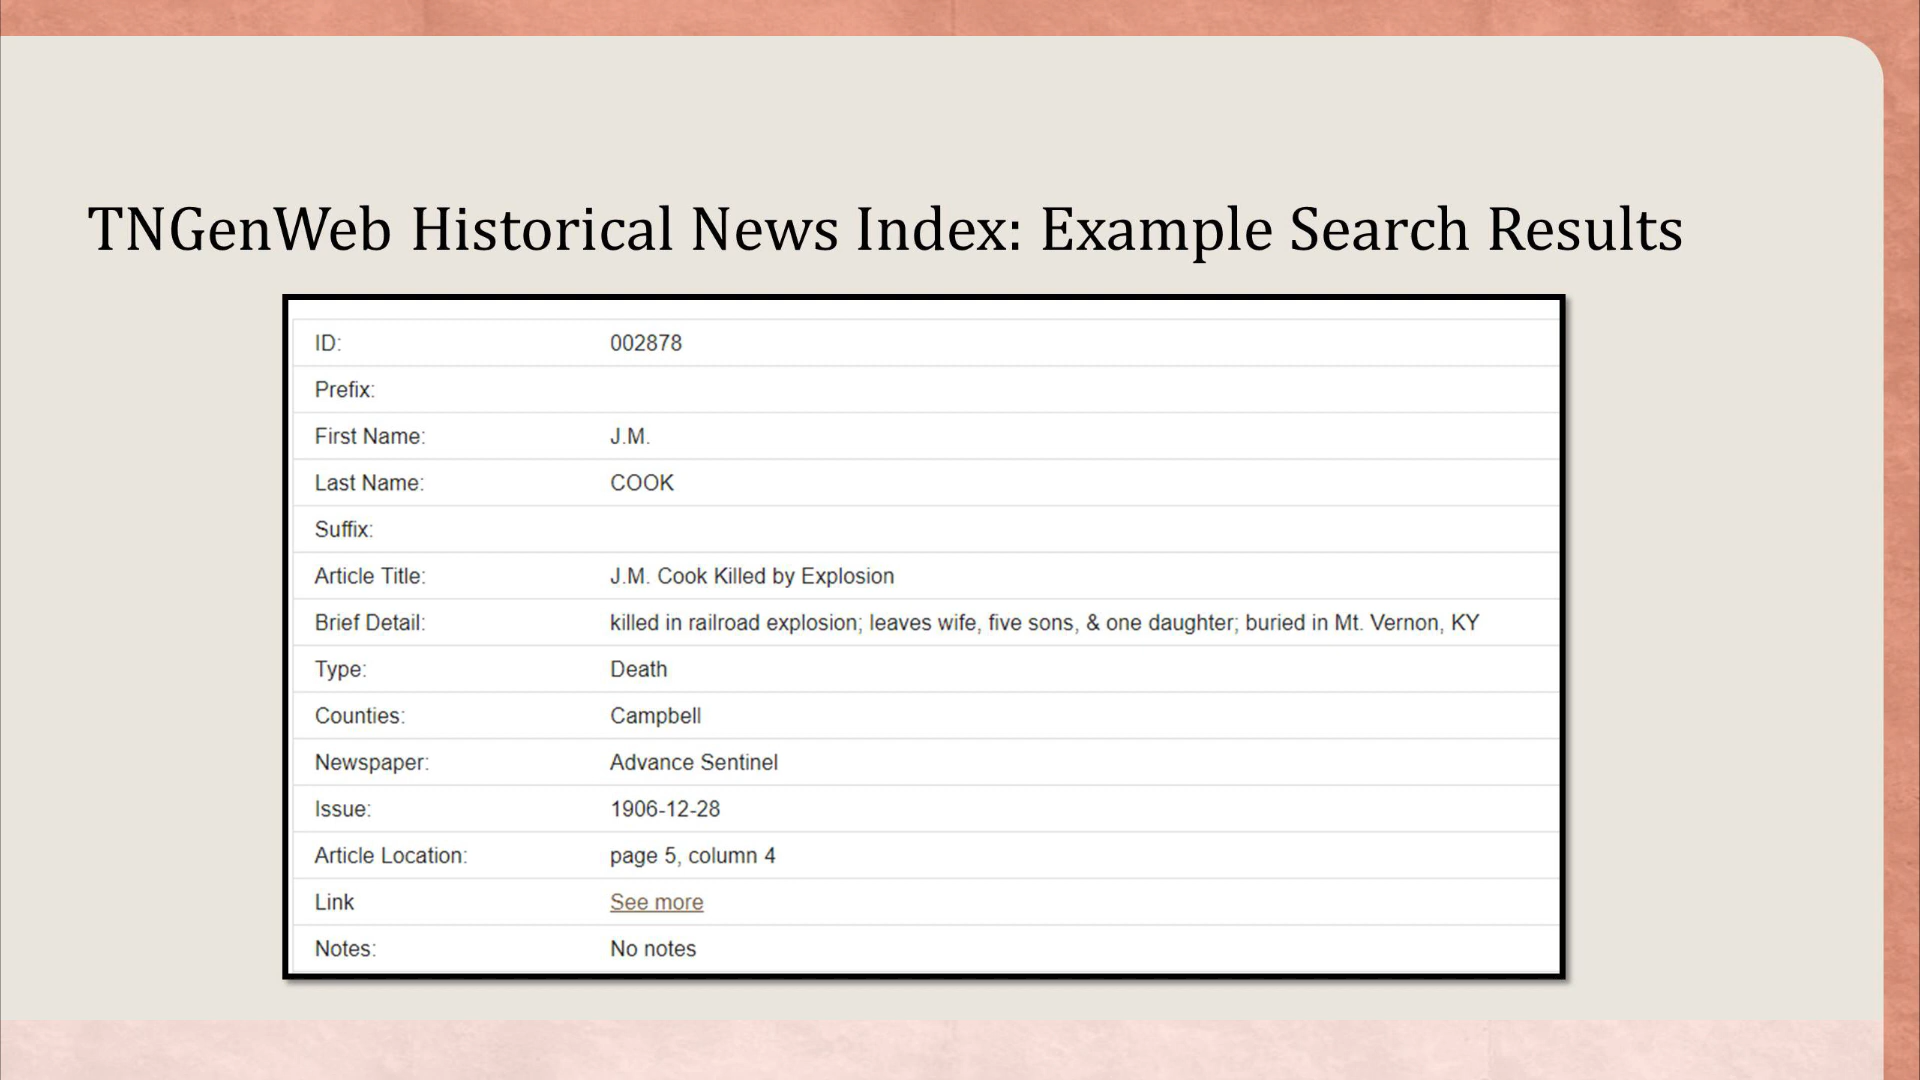 TNGenWeb Historical News Index: Example Search Results
ID: 002878
Prefix:
First Name: J.M.
Last Name: COOK
Suffix:
Article Title: J.M. Cook Killed by Explosion
Brief Detail: killed in railroad explosion; leaves wife, five sons, & one daughter; buried in Mt. Vernon, KY
Type: Death
Counties: Campbell
Newspaper: Advance Sentinel
Issue: 1906-12-28
Article Location: page 5, column 4
Link See more
Notes: No notes